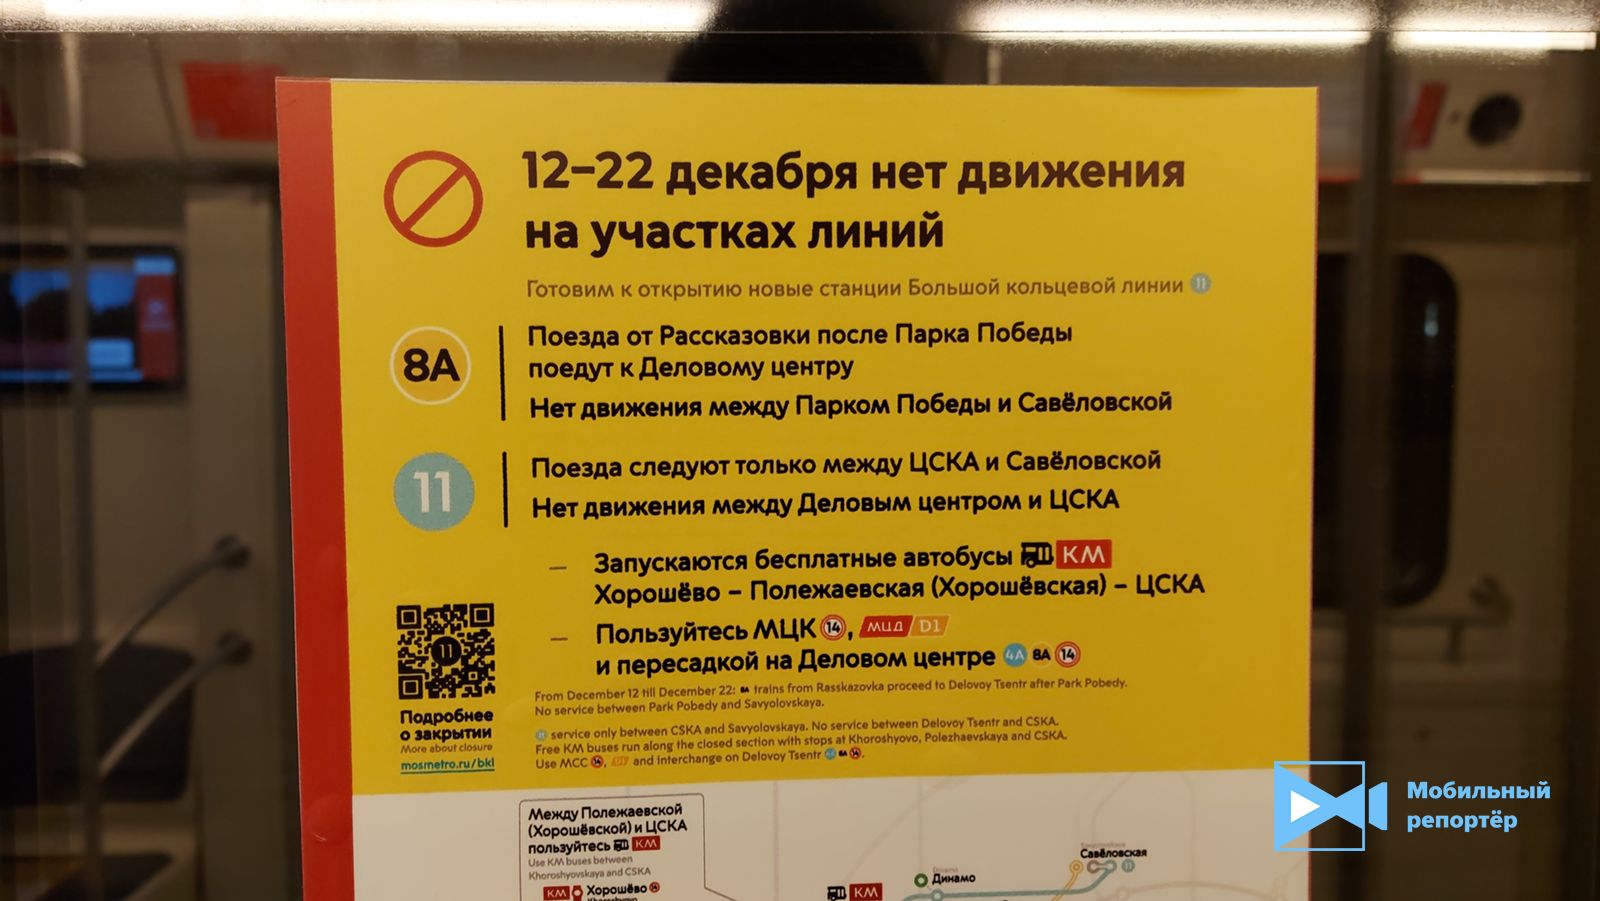 12–22 декабря нет движения
на участках линий
Готовим к открытию новые станции Большой кольцевой линии 11
8А
Поезда от Рассказовки после Парка Победы
поедут к Деловому центру
Нет движения между Парком Победы и Савёловской
11
Поезда следуют только между ЦСКА и Савёловской
Нет движения между Деловым центром и ЦСКА
– Запускаются бесплатные автобусы КМ
Хорошёво – Полежаевская (Хорошёвская) – ЦСКА
– Пользуйтесь МЦК 14, МЦД D1
и пересадкой на Деловом центре 4А 8А 14
11
Подробнее
о закрытии
More about closure
mosmetro.ru/bkl
From December 12 till December 22: 8А trains from Rasskazovka proceed to Delovoy Tsentr after Park Pobedy.
No service between Park Pobedy and Savyolovskaya.
11 service only between CSKA and Savyolovskaya. No service between Delovoy Tsentr and CSKA.
Free KM buses run along the closed section with stops at Khoroshyovo, Polezhaevskaya and CSKA.
Use MCC 14, D1 and interchange on Delovoy Tsentr 4А 8А 14.
Между Полежаевской
(Хорошёвской) и ЦСКА
пользуйтесь КМ
Use KM buses between
Khoroshyovskaya and CSKA
КМ Хорошёво 14
Khoroshyovo
КМ
Dinamo
Динамо
Савёловская
11
Мобильный
репортёр